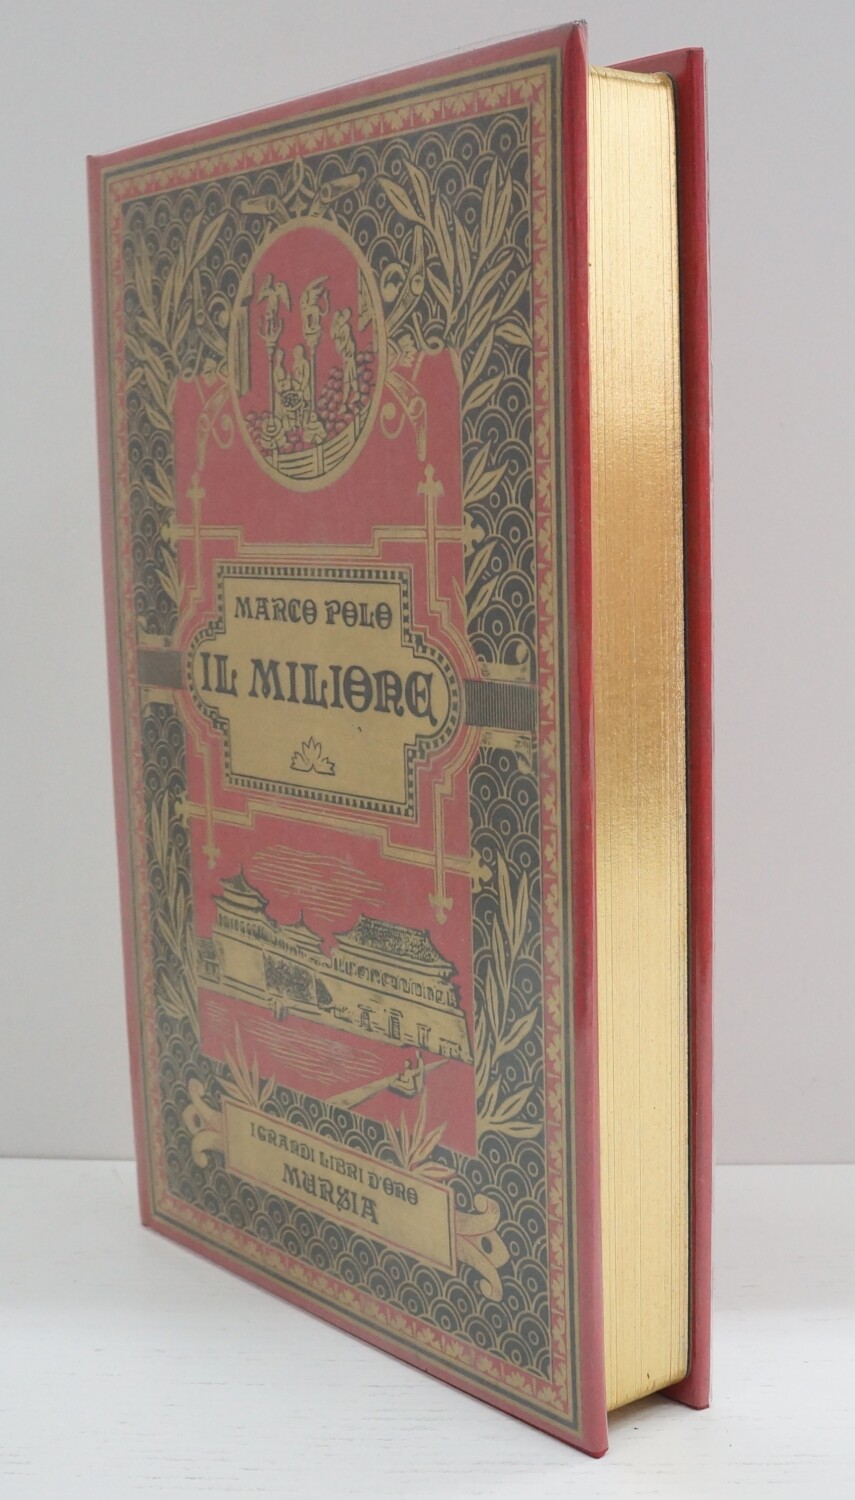 MARCO POLO
IL MILIONE
I GRANDI LIBRI D'ORO
MURSIA